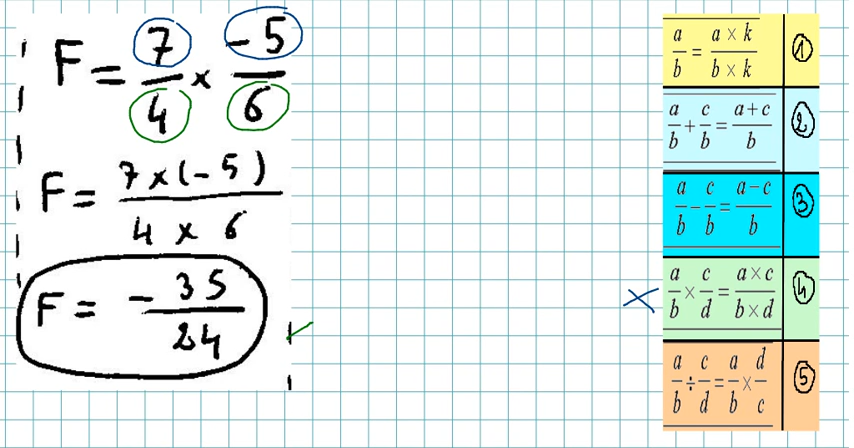 F = 7/4 × -5/6
F = 7×(-5)/4 × 6
F = - 35/24
a/b = a×k/b×k ①
a/b + c/b = a+c/b ②
a/b - c/b = a-c/b ③
× a/b × c/d = a×c/b×d ④
a/b ÷ c/d = a/b × d/c ⑤